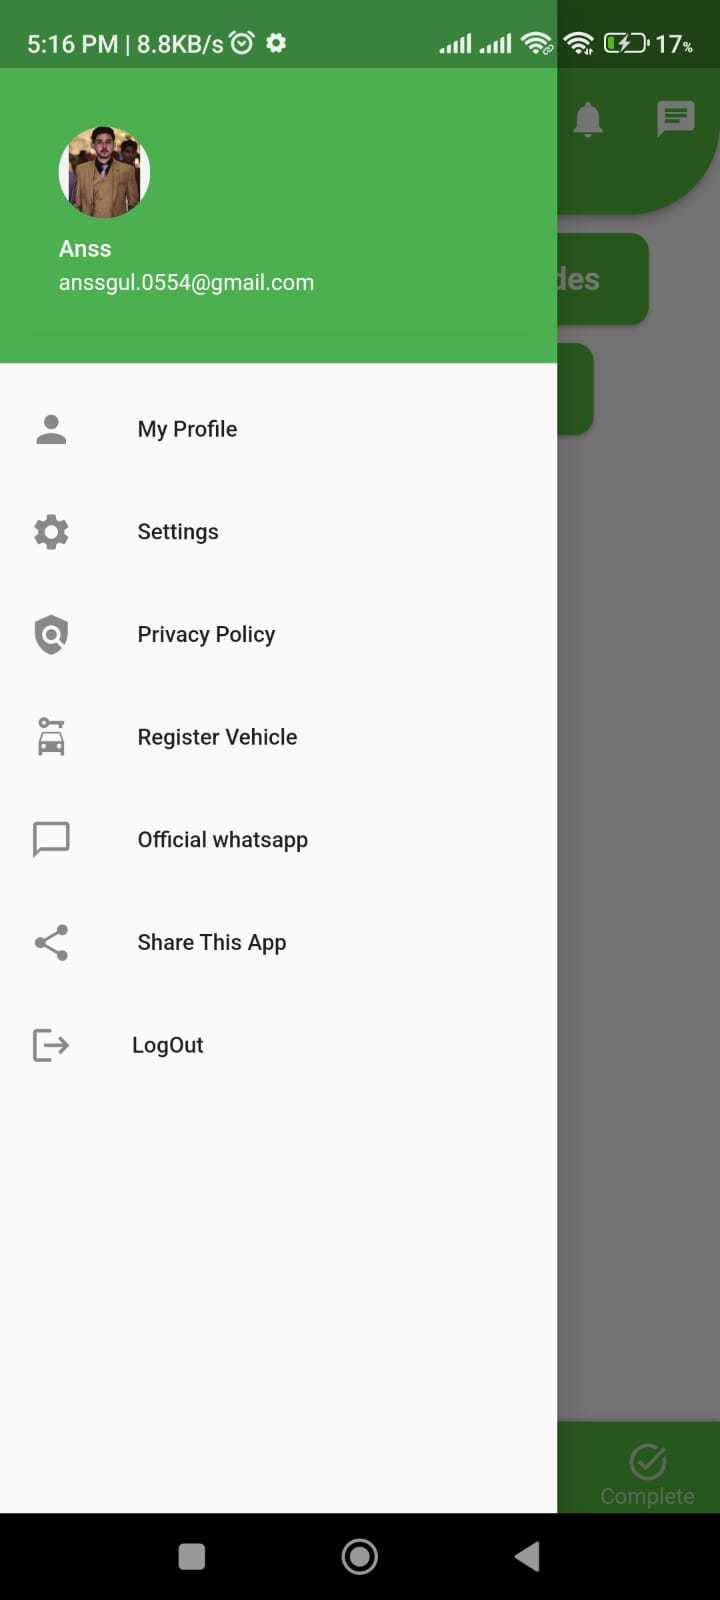 5:16 PM | 8.8KB/s 17%
Anss
anssgul.0554@gmail.com
des
My Profile
Settings
Privacy Policy
Register Vehicle
Official whatsapp
Share This App
LogOut
Complete